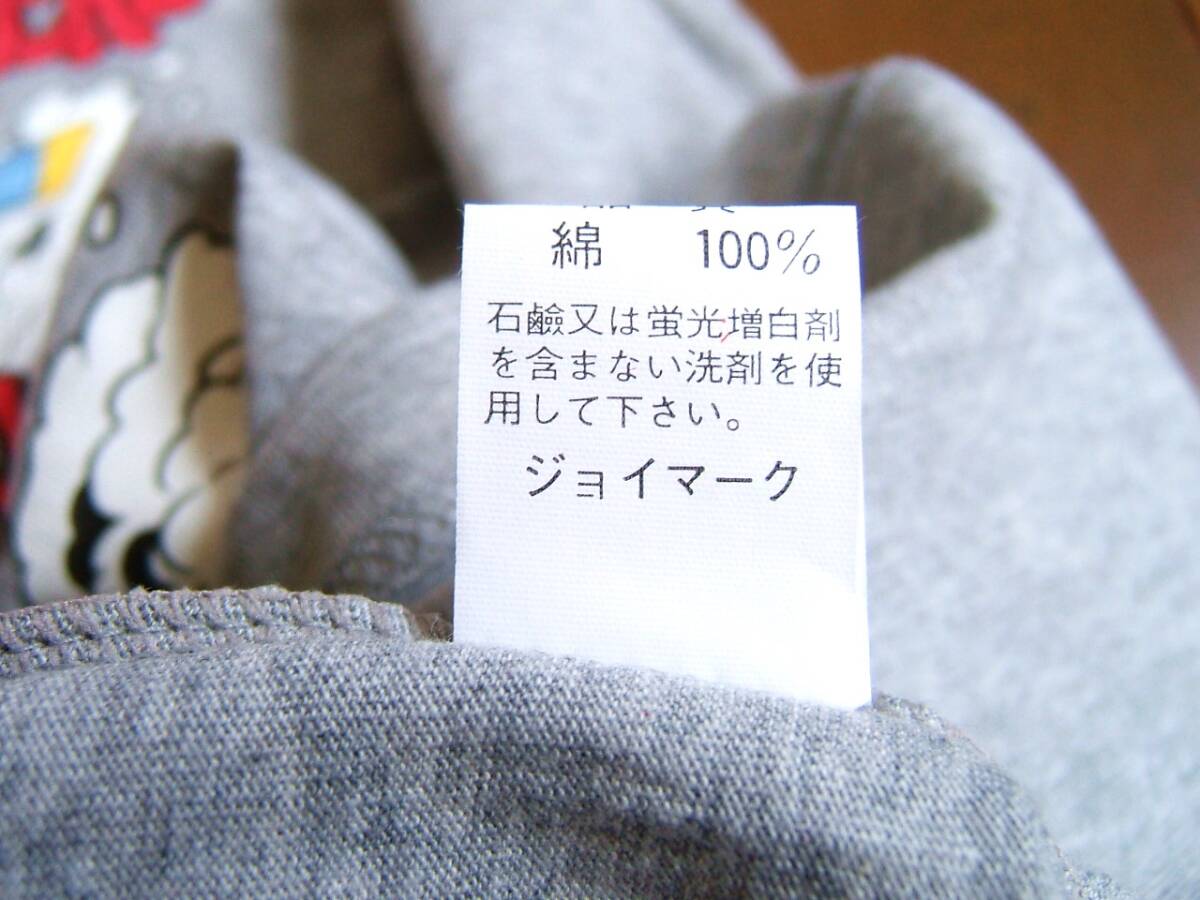 綿 100%
石鹸又は蛍光増白剤
を含まない洗剤を使
用して下さい。
ジョイマーク